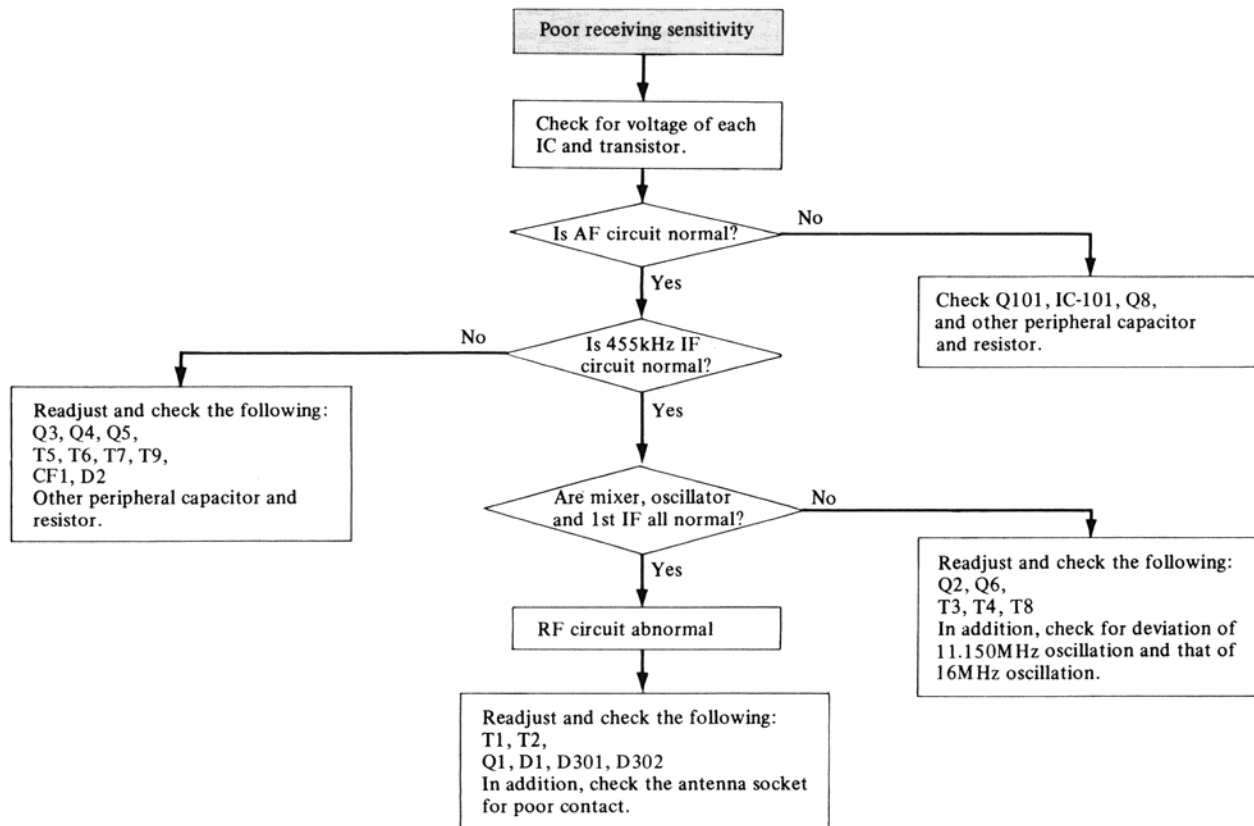 Poor receiving sensitivity
Check for voltage of each
IC and transistor.
Is AF circuit normal?
No
Check Q101, IC-101, Q8,
and other peripheral capacitor
and resistor.
Yes
Is 455kHz IF
circuit normal?
No
Readjust and check the following:
Q3, Q4, Q5,
T5, T6, T7, T9,
CF1, D2
Other peripheral capacitor and
resistor.
Yes
Are mixer, oscillator
and 1st IF all normal?
No
Readjust and check the following:
Q2, Q6,
T3, T4, T8
In addition, check for deviation of
11.150MHz oscillation and that of
16MHz oscillation.
Yes
RF circuit abnormal
Readjust and check the following:
T1, T2,
Q1, D1, D301, D302
In addition, check the antenna socket
for poor contact.